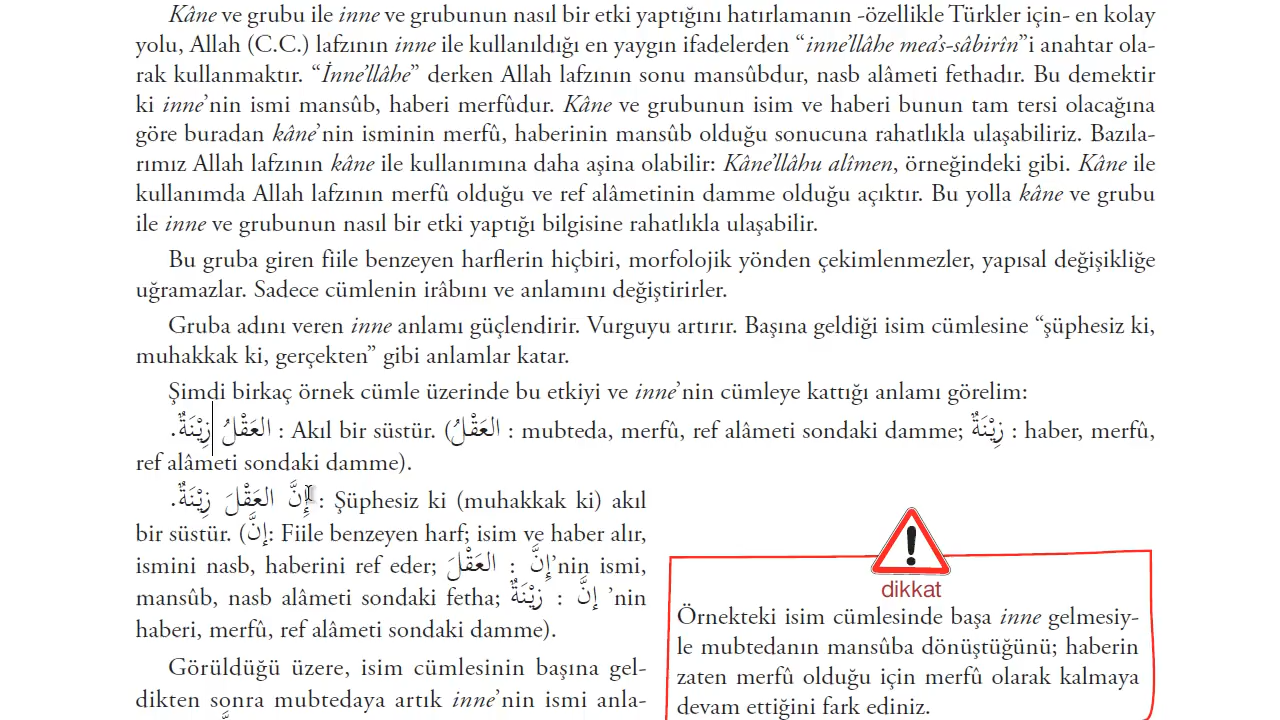 Kâne ve grubu ile inne ve grubunun nasıl bir etki yaptığını hatırlamanın -özellikle Türkler için- en kolay
yolu, Allah (C.C.) lafzının inne ile kullanıldığı en yaygın ifadelerden “inne’llâhe mea’s-sâbirîn”i anahtar ola-
rak kullanmaktır. “İnne’llâhe” derken Allah lafzının sonu mansûbdur, nasb alâmeti fethadır. Bu demektir
ki inne’nin ismi mansûb, haberi merfûdur. Kâne ve grubunun isim ve haberi bunun tam tersi olacağına
göre buradan kâne’nin isminin merfû, haberinin mansûb olduğu sonucuna rahatlıkla ulaşabiliriz. Bazıla-
rımız Allah lafzının kâne ile kullanımına daha aşina olabilir: Kâne’llâhu alîmen, örneğindeki gibi. Kâne ile
kullanımda Allah lafzının merfû olduğu ve ref alâmetinin damme olduğu açıktır. Bu yolla kâne ve grubu
ile inne ve grubunun nasıl bir etki yaptığı bilgisine rahatlıkla ulaşabilir.
Bu gruba giren fiile benzeyen harflerin hiçbiri, morfolojik yönden çekimlenmezler, yapısal değişikliğe
uğramazlar. Sadece cümlenin irâbını ve anlamını değiştirirler.
Gruba adını veren inne anlamı güçlendirir. Vurguyu artırır. Başına geldiği isim cümlesine “şüphesiz ki,
muhakkak ki, gerçekten” gibi anlamlar katar.
Şimdi birkaç örnek cümle üzerinde bu etkiyi ve inne’nin cümleye kattığı anlamı görelim:
العَقْلُ زِيْنَةٌ. : Akıl bir süstür. (العَقْلُ : mubteda, merfû, ref alâmeti sondaki damme; زِيْنَةٌ : haber, merfû,
ref alâmeti sondaki damme).
إِنَّ العَقْلَ زِيْنَةٌ. : Şüphesiz ki (muhakkak ki) akıl
bir süstür. (إِنَّ: Fiile benzeyen harf; isim ve haber alır,
ismini nasb, haberini ref eder; العَقْلَ : إِنَّ’nin ismi,
mansûb, nasb alâmeti sondaki fetha; زِيْنَةٌ : إِنَّ ’nin
haberi, merfû, ref alâmeti sondaki damme).
Görüldüğü üzere, isim cümlesinin başına gel-
dikten sonra mubtedaya artık inne’nin ismi anla-
dikkat
Örnekteki isim cümlesinde başa inne gelmesiy-
le mubtedanın mansûba dönüştüğünü; haberin
zaten merfû olduğu için merfû olarak kalmaya
devam ettiğini fark ediniz.